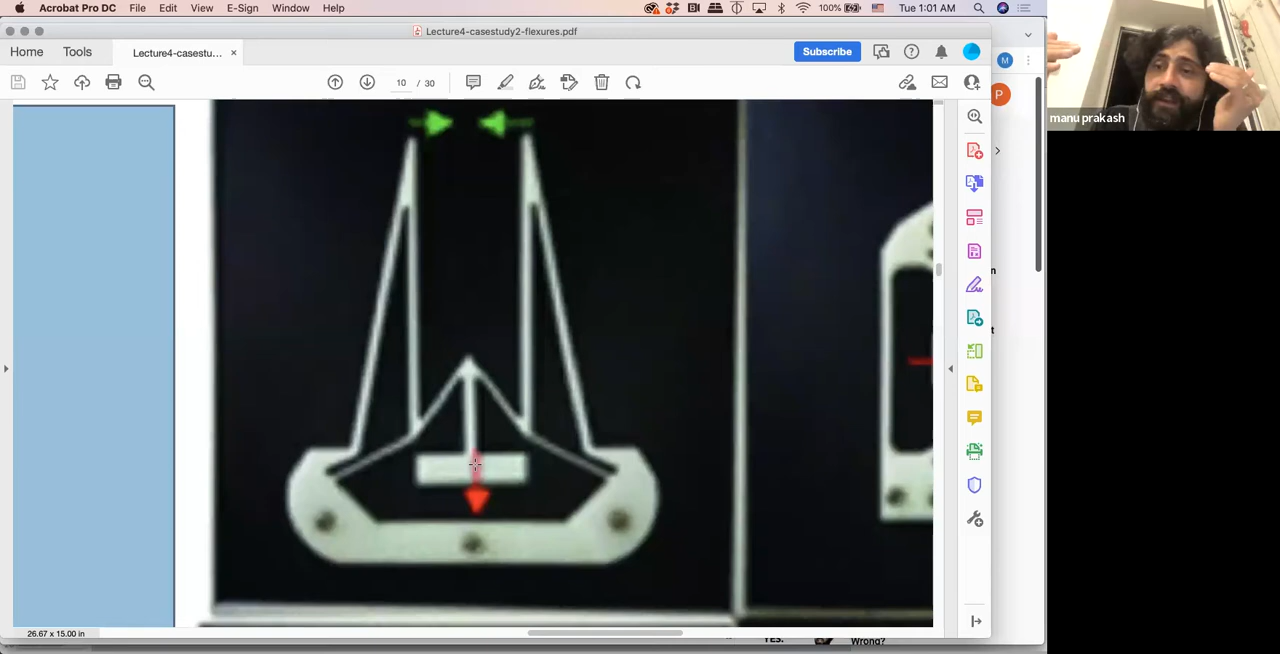 Acrobat Pro DC File Edit View E-Sign Window Help
100% Tue 1:01 AM
Lecture4-casestudy2-flexures.pdf
Home Tools Lecture4-casestu... ×
Subscribe
M
10 / 30
P
manu prakash
n
t
26.67 x 15.00 in
YES.
Wrong?